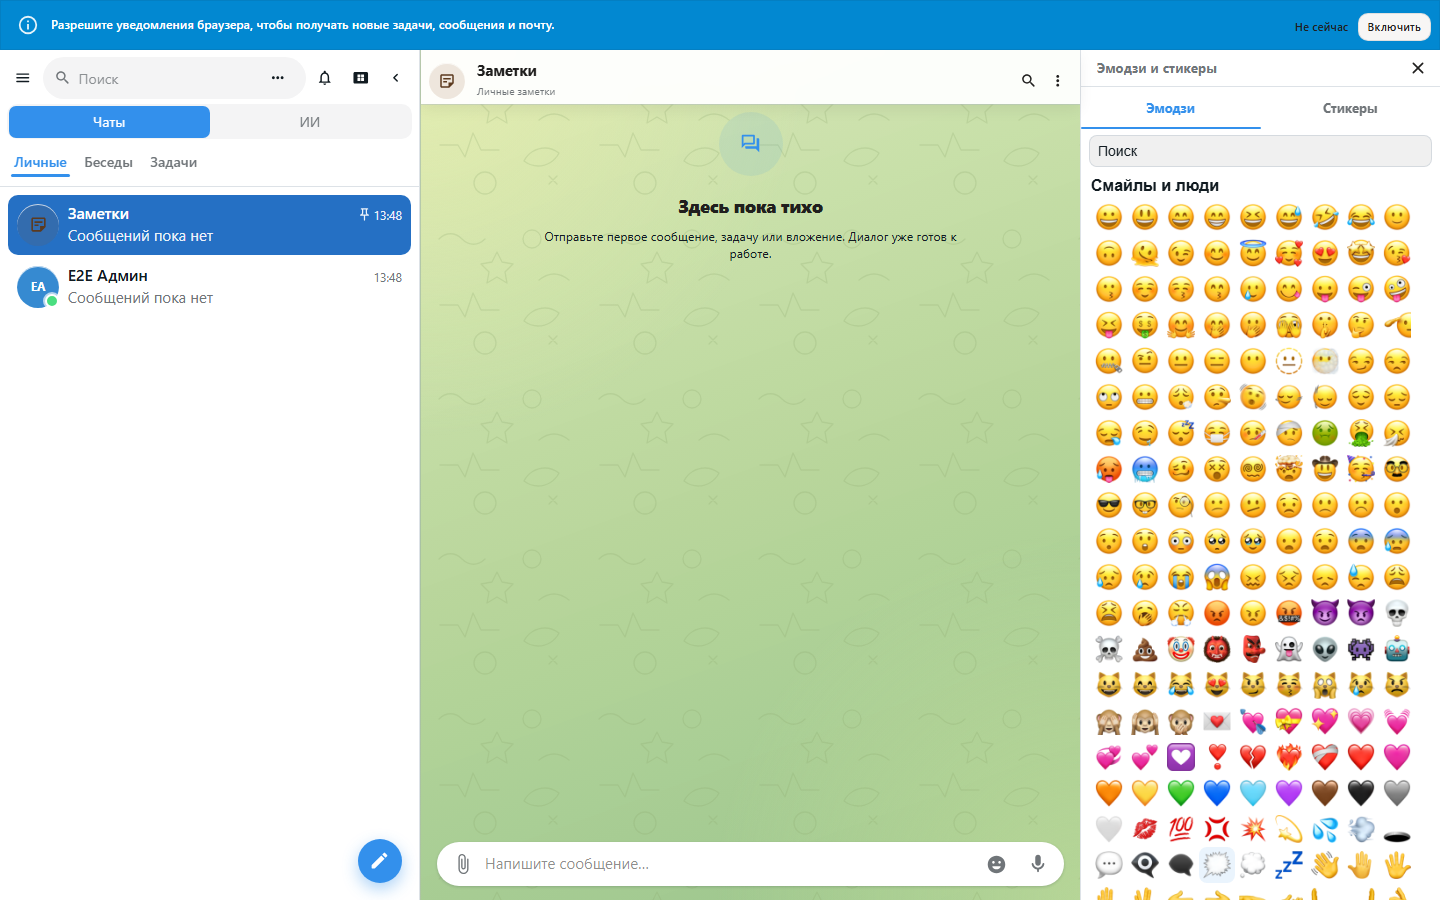 Разрешите уведомления браузера, чтобы получать новые задачи, сообщения и почту.
Не сейчас
Включить
Поиск
Чаты
ИИ
Личные
Беседы
Задачи
Заметки
13:48
Сообщений пока нет
EA
E2E Админ
13:48
Сообщений пока нет
Заметки
Личные заметки
Здесь пока тихо
Отправьте первое сообщение, задачу или вложение. Диалог уже готов к
работе.
Напишите сообщение...
Эмодзи и стикеры
Эмодзи
Стикеры
Поиск
Смайлы и люди